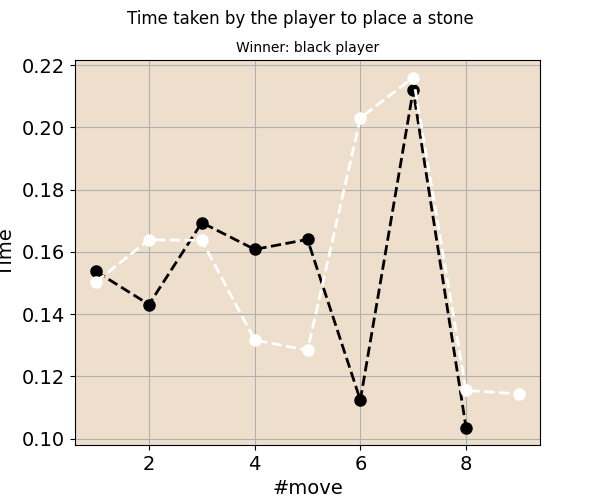 Time taken by the player to place a stone
Winner: black player
0.22
0.20
0.18
0.16
0.14
0.12
0.10
Time
2 4 6 8
#move